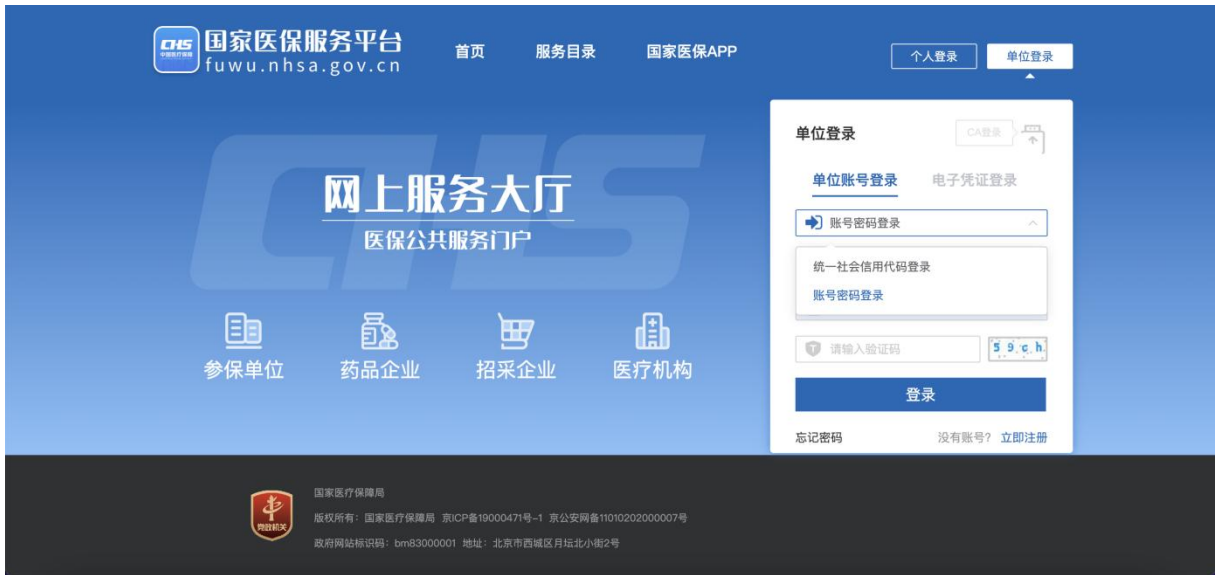 CHS
中国医疗保障
国家医保服务平台
fuwu.nhsa.gov.cn
首页 服务目录 国家医保APP
个人登录 单位登录
CHS
网上服务大厅
医保公共服务门户
参保单位 药品企业 招采企业 医疗机构
单位登录 CA登录
单位账号登录 电子凭证登录
账号密码登录
统一社会信用代码登录
账号密码登录
请输入验证码 59ch
登录
忘记密码 没有账号? 立即注册
党政机关
国家医疗保障局
版权所有：国家医疗保障局 京ICP备19000471号-1 京公安网备11010202000007号
政府网站标识码：bm83000001 地址：北京市西城区月坛北小街2号